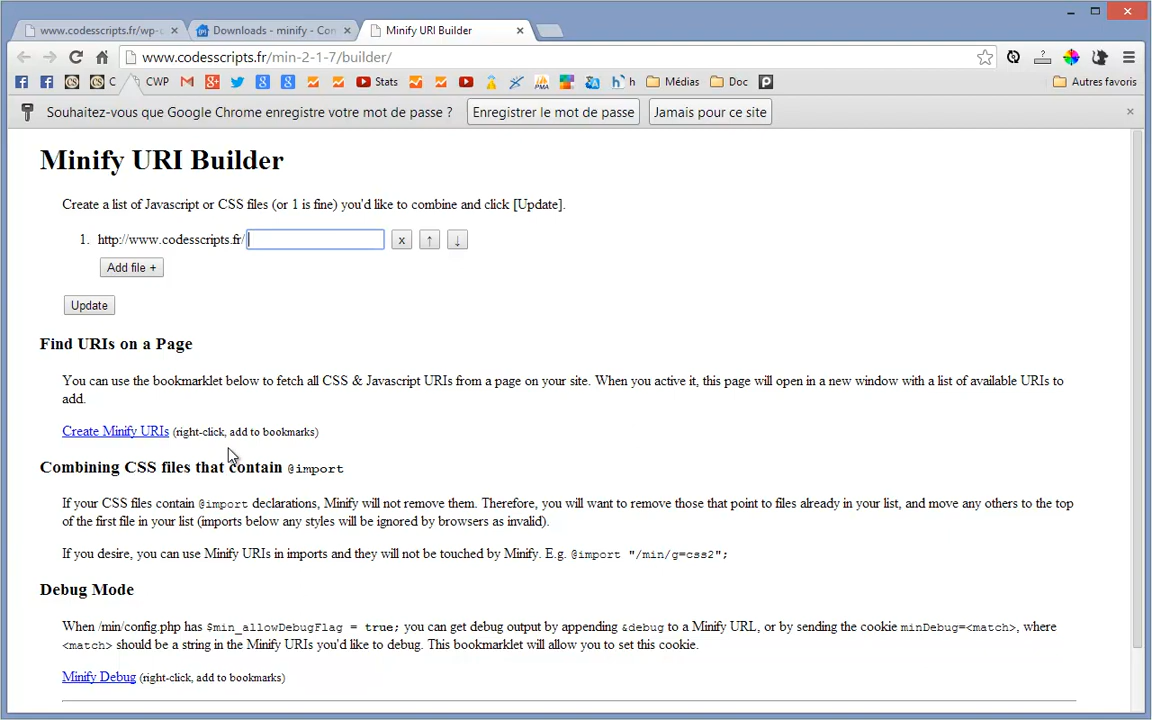 www.codesscripts.fr/wp-
Downloads - minify - Con
Minify URI Builder
www.codesscripts.fr/min-2-1-7/builder/
C
CWP
Stats
PMA
h
Médias
Doc
Autres favoris
Souhaitez-vous que Google Chrome enregistre votre mot de passe ?
Enregistrer le mot de passe
Jamais pour ce site
Minify URI Builder
Create a list of Javascript or CSS files (or 1 is fine) you'd like to combine and click [Update].
1. http://www.codesscripts.fr/
x
↑
↓
Add file +
Update
Find URIs on a Page
You can use the bookmarklet below to fetch all CSS & Javascript URIs from a page on your site. When you active it, this page will open in a new window with a list of available URIs to
add.
Create Minify URIs (right-click, add to bookmarks)
Combining CSS files that contain @import
If your CSS files contain @import declarations, Minify will not remove them. Therefore, you will want to remove those that point to files already in your list, and move any others to the top
of the first file in your list (imports below any styles will be ignored by browsers as invalid).
If you desire, you can use Minify URIs in imports and they will not be touched by Minify. E.g. @import "/min/g=css2";
Debug Mode
When /min/config.php has $min_allowDebugFlag = true; you can get debug output by appending &debug to a Minify URL, or by sending the cookie minDebug=<match>, where
<match> should be a string in the Minify URIs you'd like to debug. This bookmarklet will allow you to set this cookie.
Minify Debug (right-click, add to bookmarks)